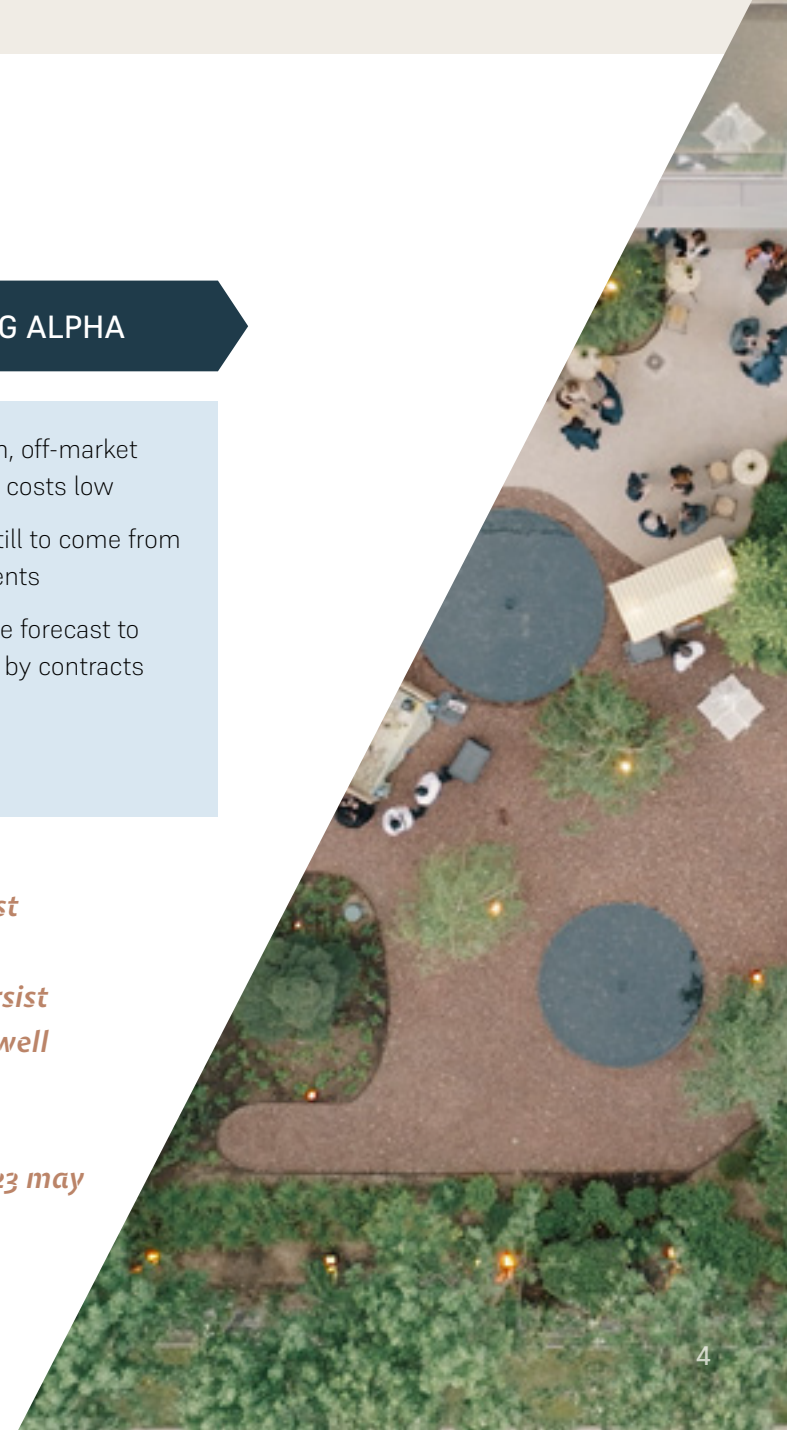 G ALPHA
, off-market
costs low
till to come from
ents
e forecast to
by contracts
st
rsist
well
23 may
4